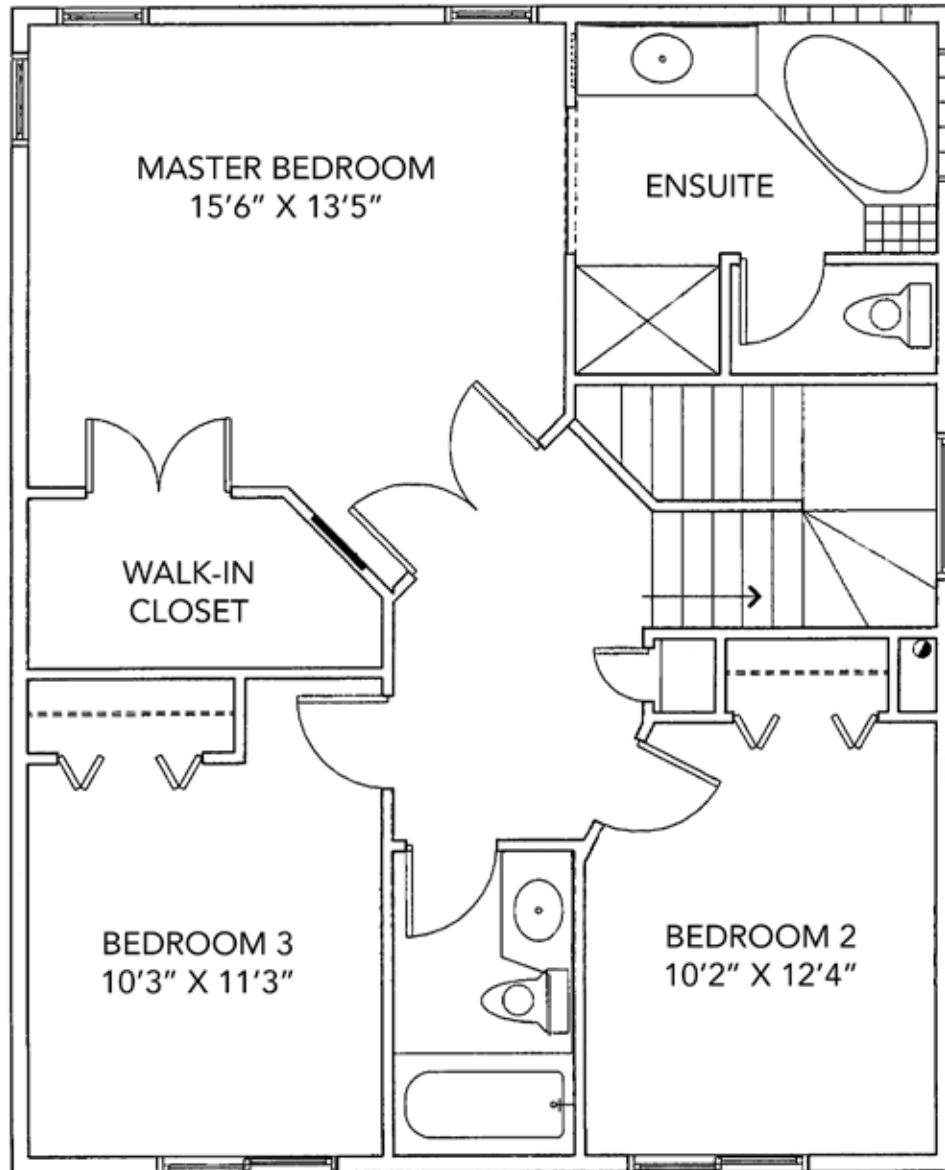 MASTER BEDROOM
15'6" X 13'5"
ENSUITE
WALK-IN
CLOSET
BEDROOM 3
10'3" X 11'3"
BEDROOM 2
10'2" X 12'4"